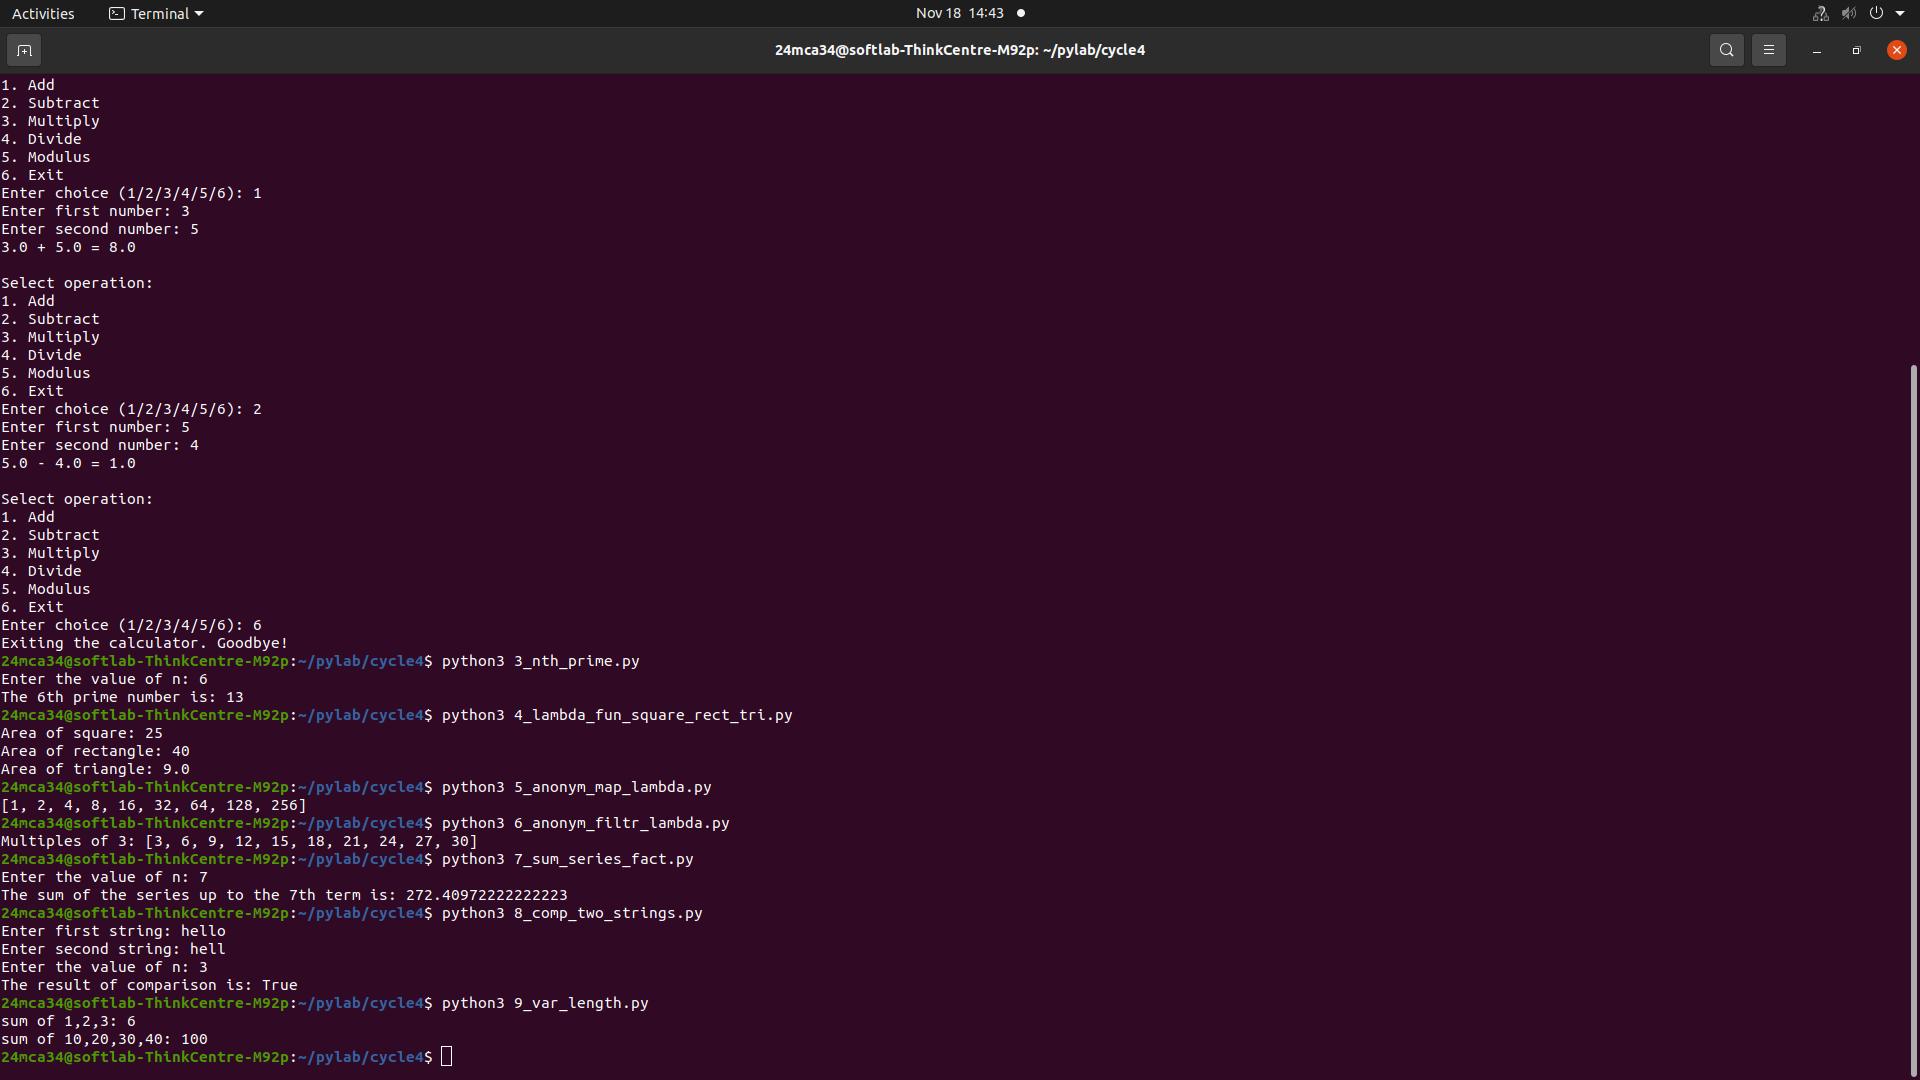 Activities Terminal Nov 18 14:43
24mca34@softlab-ThinkCentre-M92p: ~/pylab/cycle4
1. Add
2. Subtract
3. Multiply
4. Divide
5. Modulus
6. Exit
Enter choice (1/2/3/4/5/6): 1
Enter first number: 3
Enter second number: 5
3.0 + 5.0 = 8.0

Select operation:
1. Add
2. Subtract
3. Multiply
4. Divide
5. Modulus
6. Exit
Enter choice (1/2/3/4/5/6): 2
Enter first number: 5
Enter second number: 4
5.0 - 4.0 = 1.0

Select operation:
1. Add
2. Subtract
3. Multiply
4. Divide
5. Modulus
6. Exit
Enter choice (1/2/3/4/5/6): 6
Exiting the calculator. Goodbye!
24mca34@softlab-ThinkCentre-M92p:~/pylab/cycle4$ python3 3_nth_prime.py
Enter the value of n: 6
The 6th prime number is: 13
24mca34@softlab-ThinkCentre-M92p:~/pylab/cycle4$ python3 4_lambda_fun_square_rect_tri.py
Area of square: 25
Area of rectangle: 40
Area of triangle: 9.0
24mca34@softlab-ThinkCentre-M92p:~/pylab/cycle4$ python3 5_anonym_map_lambda.py
[1, 2, 4, 8, 16, 32, 64, 128, 256]
24mca34@softlab-ThinkCentre-M92p:~/pylab/cycle4$ python3 6_anonym_filtr_lambda.py
Multiples of 3: [3, 6, 9, 12, 15, 18, 21, 24, 27, 30]
24mca34@softlab-ThinkCentre-M92p:~/pylab/cycle4$ python3 7_sum_series_fact.py
Enter the value of n: 7
The sum of the series up to the 7th term is: 272.40972222222223
24mca34@softlab-ThinkCentre-M92p:~/pylab/cycle4$ python3 8_comp_two_strings.py
Enter first string: hello
Enter second string: hell
Enter the value of n: 3
The result of comparison is: True
24mca34@softlab-ThinkCentre-M92p:~/pylab/cycle4$ python3 9_var_length.py
sum of 1,2,3: 6
sum of 10,20,30,40: 100
24mca34@softlab-ThinkCentre-M92p:~/pylab/cycle4$